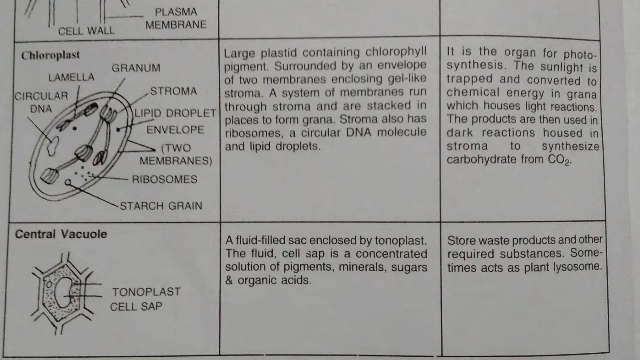 PLASMA
MEMBRANE
CELL WALL
Chloroplast
GRANUM
LAMELLA
STROMA
CIRCULAR
DNA
LIPID DROPLET
ENVELOPE
(TWO
MEMBRANES)
RIBOSOMES
STARCH GRAIN
Large plastid containing chlorophyll
pigment. Surrounded by an envelope
of two membranes enclosing gel-like
stroma. A system of membranes run
through stroma and are stacked in
places to form grana. Stroma also has
ribosomes, a circular DNA molecule
and lipid droplets.
It is the organ for photo-
synthesis. The sunlight is
trapped and converted to
chemical energy in grana
which houses light reactions.
The products are then used in
dark reactions housed in
stroma to synthesize
carbohydrate from CO₂.
Central Vacuole
TONOPLAST
CELL SAP
A fluid-filled sac enclosed by tonoplast.
The fluid, cell sap is a concentrated
solution of pigments, minerals, sugars
& organic acids.
Store waste products and other
required substances. Some-
times acts as plant lysosome.